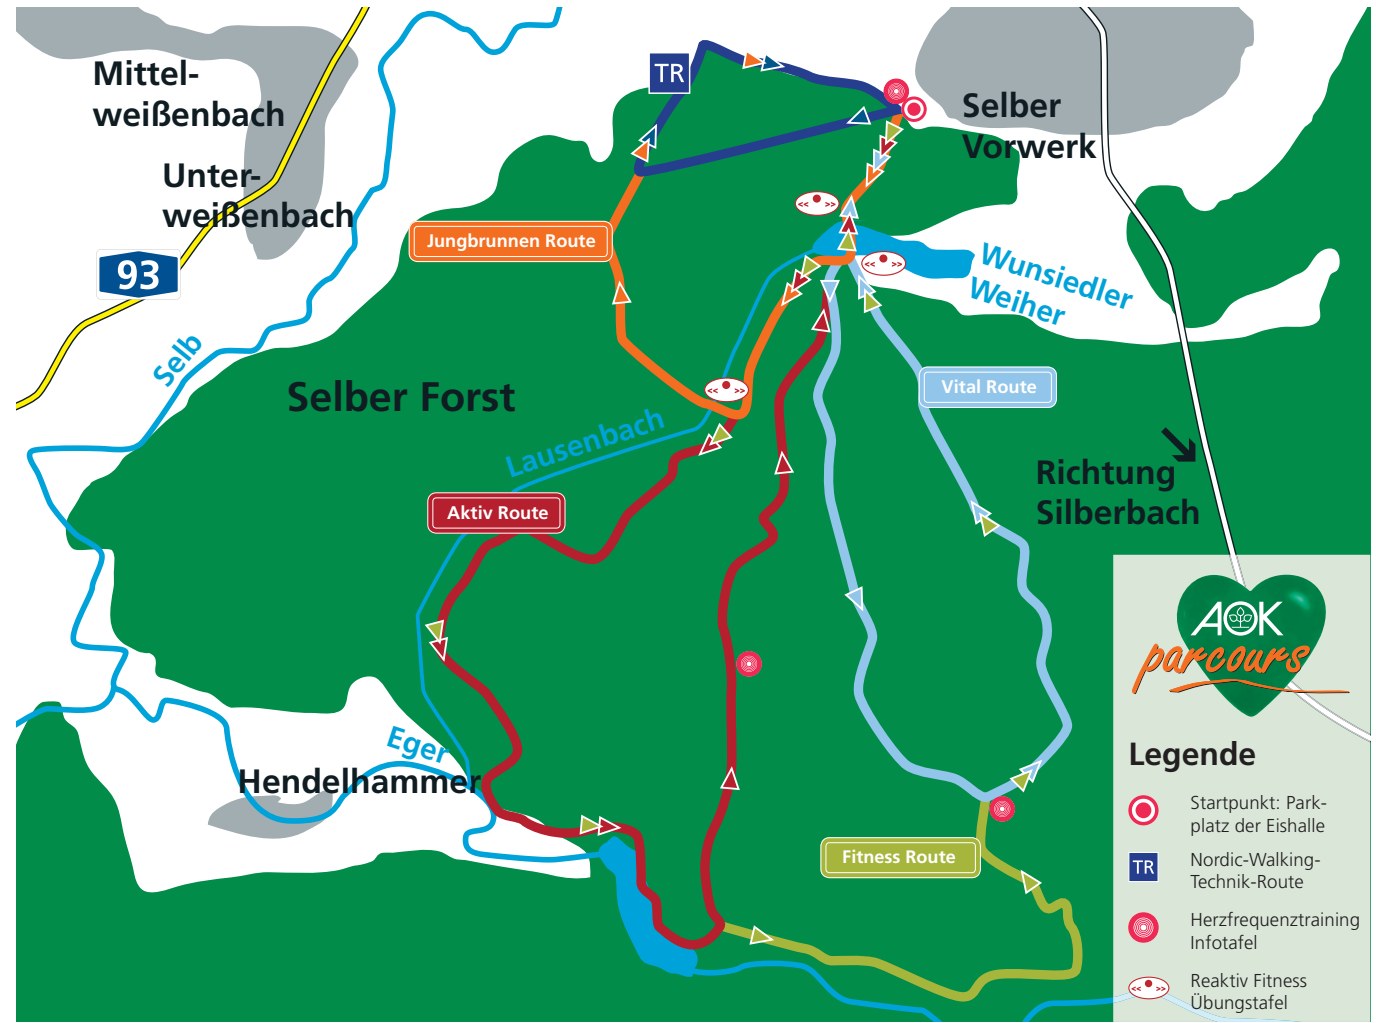 Mittel-
weißenbach
Unter-
weißenbach
93
Selb
TR
Selber
Vorwerk
<< >>
Jungbrunnen Route
<< >>
Wunsiedler
Weiher
Selber Forst
<< >>
Vital Route
Lausenbach
Richtung
Silberbach
Aktiv Route
Eger
Hendelhammer
Fitness Route
AOK
parcours
Legende
Startpunkt: Park-
platz der Eishalle
TR
Nordic-Walking-
Technik-Route
Herzfrequenztraining
Infotafel
<< >>
Reaktiv Fitness
Übungstafel